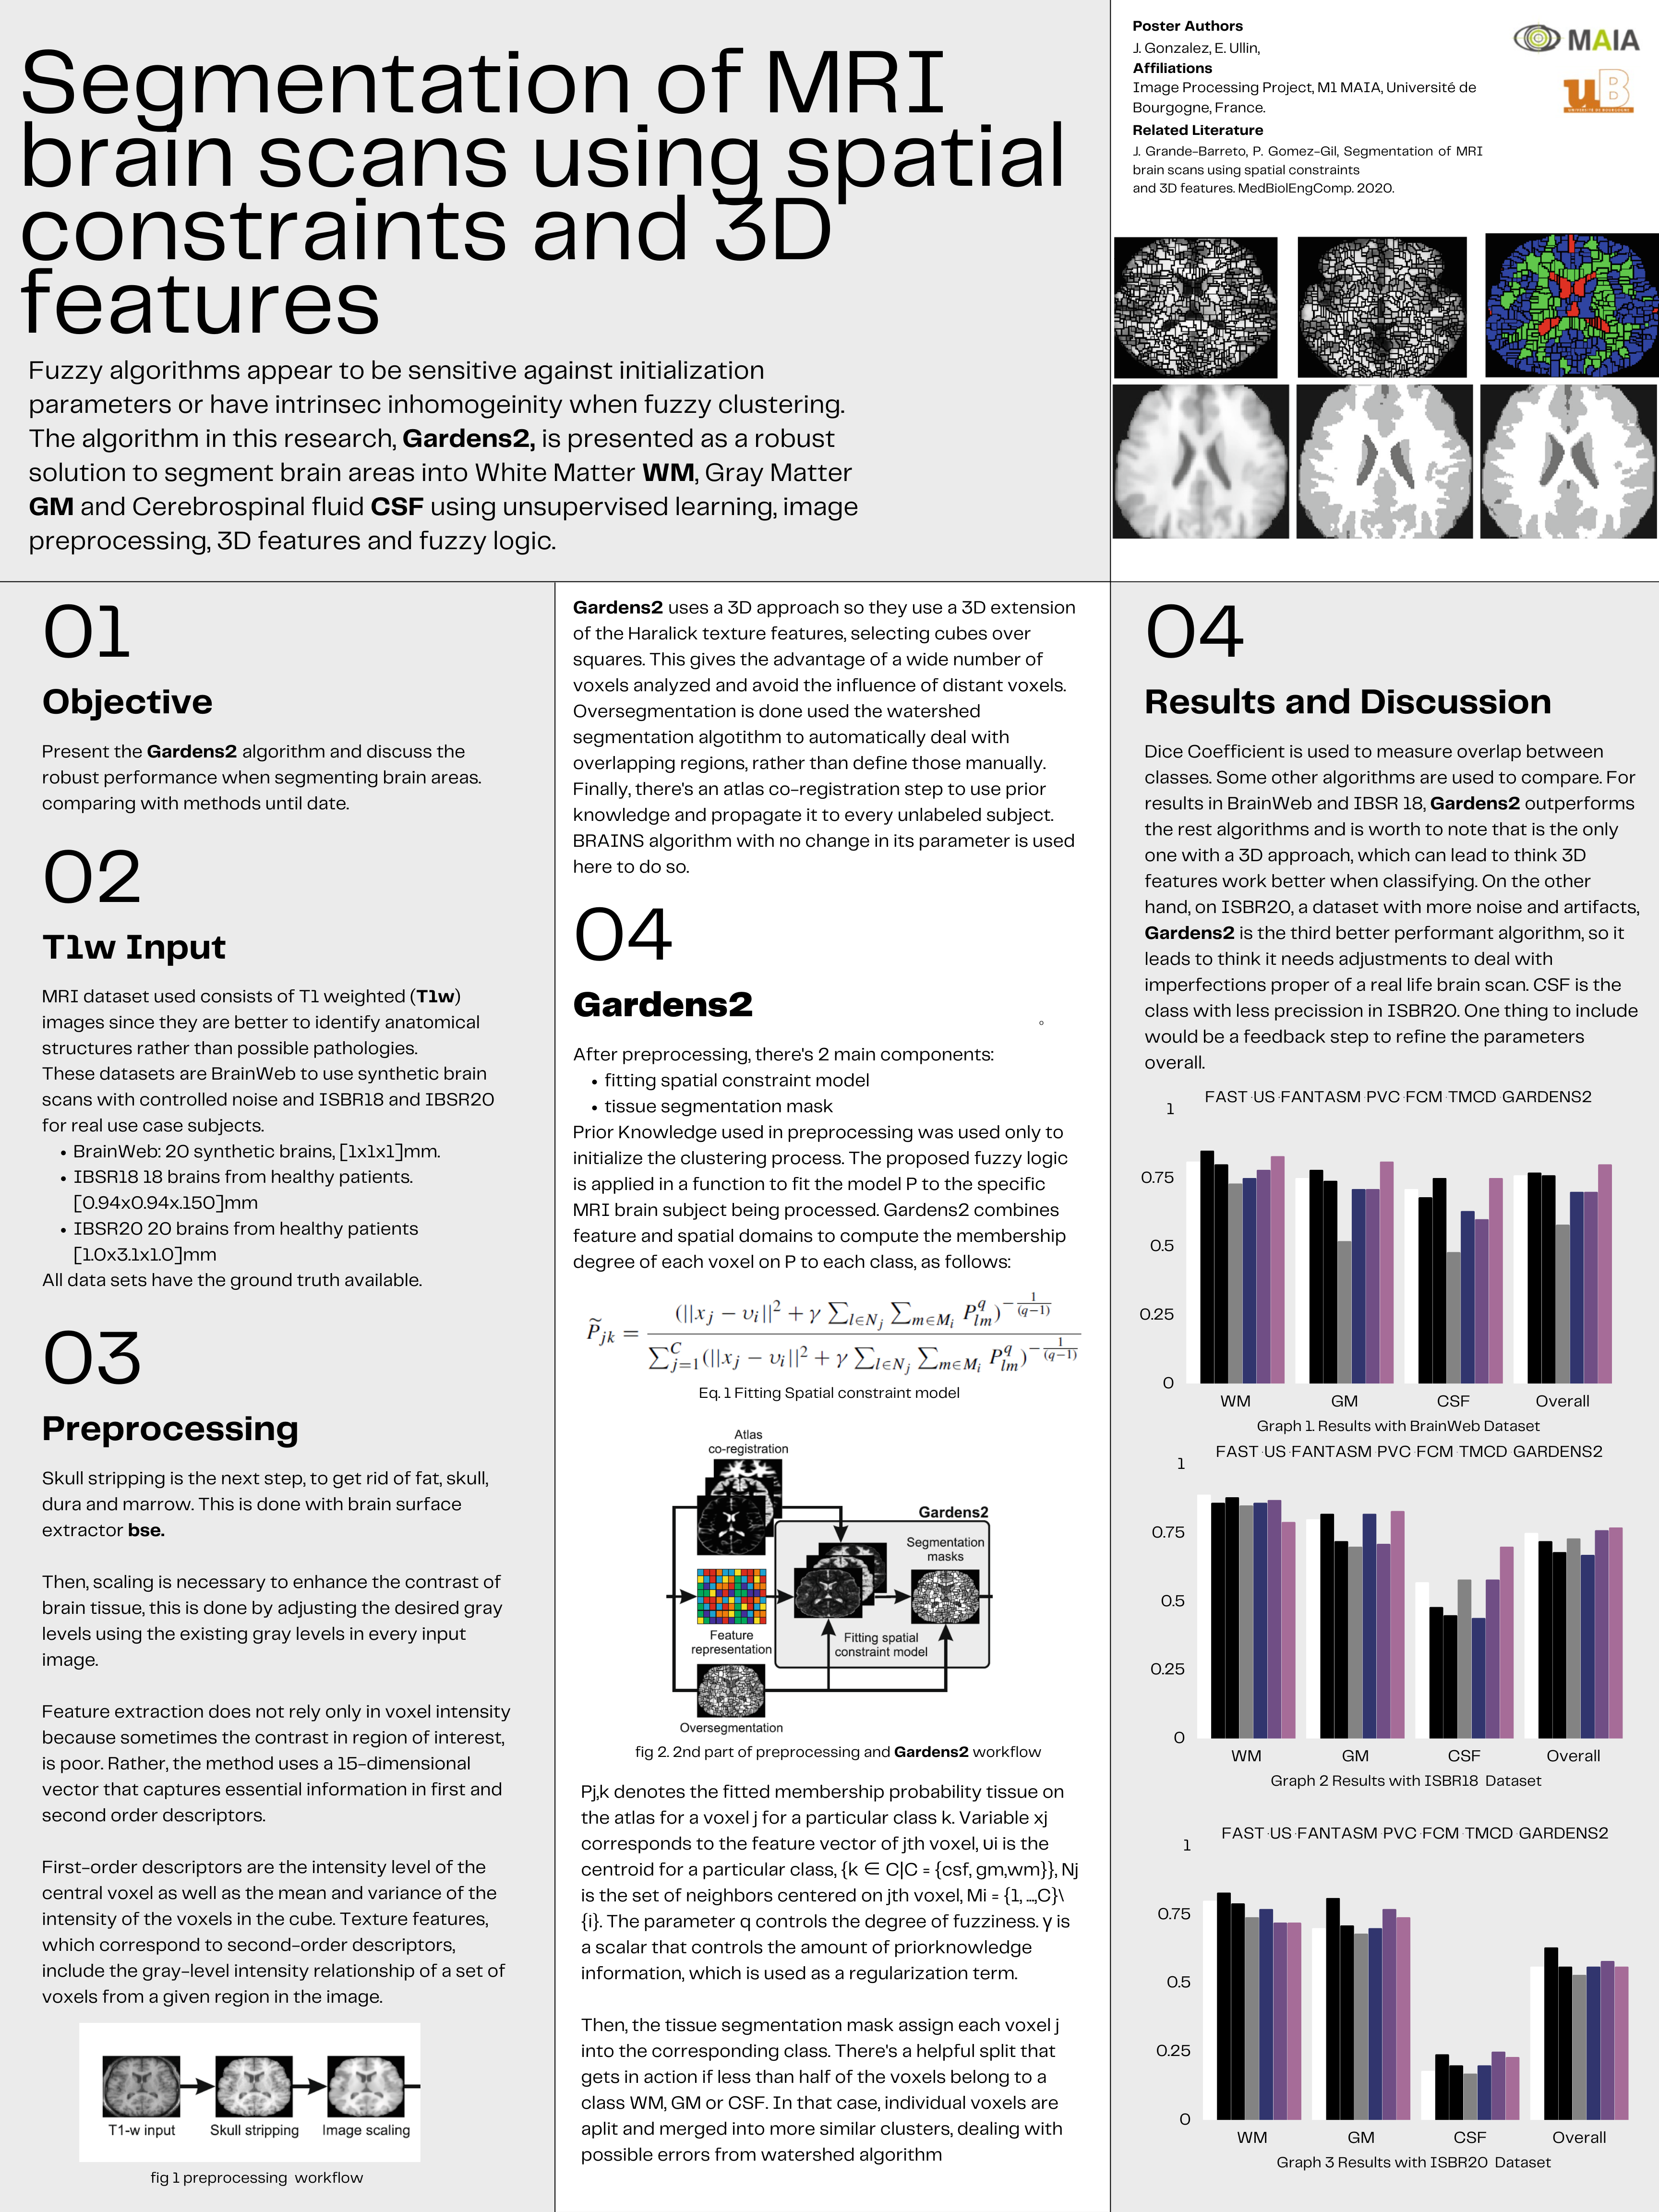 Segmentation of MRI
brain scans using spatial
constraints and 3D
features
Fuzzy algorithms appear to be sensitive against initialization
parameters or have intrinsec inhomogeinity when fuzzy clustering.
The algorithm in this research, Gardens2, is presented as a robust
solution to segment brain areas into White Matter WM, Gray Matter
GM and Cerebrospinal fluid CSF using unsupervised learning, image
preprocessing, 3D features and fuzzy logic.
Poster Authors
J. Gonzalez, E. Ullin,
Affiliations
Image Processing Project, M1 MAIA, Université de
Bourgogne, France.
Related Literature
J. Grande-Barreto, P. Gomez-Gil, Segmentation of MRI
brain scans using spatial constraints
and 3D features. MedBiolEngComp. 2020.
MAIA
uB
UNIVERSITÉ DE BOURGOGNE
01
Objective
Present the Gardens2 algorithm and discuss the
robust performance when segmenting brain areas.
comparing with methods until date.
02
T1w Input
MRI dataset used consists of T1 weighted (T1w)
images since they are better to identify anatomical
structures rather than possible pathologies.
These datasets are BrainWeb to use synthetic brain
scans with controlled noise and ISBR18 and IBSR20
for real use case subjects.
• BrainWeb: 20 synthetic brains, [1x1x1]mm.
• IBSR18 18 brains from healthy patients.
[0.94x0.94x.150]mm
• IBSR20 20 brains from healthy patients
[1.0x3.1x1.0]mm
All data sets have the ground truth available.
03
Preprocessing
Skull stripping is the next step, to get rid of fat, skull,
dura and marrow. This is done with brain surface
extractor bse.
Then, scaling is necessary to enhance the contrast of
brain tissue, this is done by adjusting the desired gray
levels using the existing gray levels in every input
image.
Feature extraction does not rely only in voxel intensity
because sometimes the contrast in region of interest,
is poor. Rather, the method uses a 15-dimensional
vector that captures essential information in first and
second order descriptors.
First-order descriptors are the intensity level of the
central voxel as well as the mean and variance of the
intensity of the voxels in the cube. Texture features,
which correspond to second-order descriptors,
include the gray-level intensity relationship of a set of
voxels from a given region in the image.
T1-w input
Skull stripping
Image scaling
fig 1 preprocessing workflow
Gardens2 uses a 3D approach so they use a 3D extension
of the Haralick texture features, selecting cubes over
squares. This gives the advantage of a wide number of
voxels analyzed and avoid the influence of distant voxels.
Oversegmentation is done used the watershed
segmentation algotithm to automatically deal with
overlapping regions, rather than define those manually.
Finally, there's an atlas co-registration step to use prior
knowledge and propagate it to every unlabeled subject.
BRAINS algorithm with no change in its parameter is used
here to do so.
04
Gardens2
After preprocessing, there's 2 main components:
• fitting spatial constraint model
• tissue segmentation mask
Prior Knowledge used in preprocessing was used only to
initialize the clustering process. The proposed fuzzy logic
is applied in a function to fit the model P to the specific
MRI brain subject being processed. Gardens2 combines
feature and spatial domains to compute the membership
degree of each voxel on P to each class, as follows:
P̃jk = (||xj − υi||² + γ ∑l∈Nj ∑m∈Mi P^q_lm)^−1/(q−1) / ∑^C_j=1(||xj − υi||² + γ ∑l∈Nj ∑m∈Mi P^q_lm)^−1/(q−1)
Eq. 1 Fitting Spatial constraint model
Atlas
co-registration
Gardens2
Segmentation
masks
Feature
representation
Fitting spatial
constraint model
Oversegmentation
fig 2. 2nd part of preprocessing and Gardens2 workflow
Pj,k denotes the fitted membership probability tissue on
the atlas for a voxel j for a particular class k. Variable xj
corresponds to the feature vector of jth voxel, υi is the
centroid for a particular class, {k ∈ C|C = {csf, gm,wm}}, Nj
is the set of neighbors centered on jth voxel, Mi = {1, ...,C}\
{i}. The parameter q controls the degree of fuzziness. γ is
a scalar that controls the amount of priorknowledge
information, which is used as a regularization term.
Then, the tissue segmentation mask assign each voxel j
into the corresponding class. There's a helpful split that
gets in action if less than half of the voxels belong to a
class WM, GM or CSF. In that case, individual voxels are
aplit and merged into more similar clusters, dealing with
possible errors from watershed algorithm
04
Results and Discussion
Dice Coefficient is used to measure overlap between
classes. Some other algorithms are used to compare. For
results in BrainWeb and IBSR 18, Gardens2 outperforms
the rest algorithms and is worth to note that is the only
one with a 3D approach, which can lead to think 3D
features work better when classifying. On the other
hand, on ISBR20, a dataset with more noise and artifacts,
Gardens2 is the third better performant algorithm, so it
leads to think it needs adjustments to deal with
imperfections proper of a real life brain scan. CSF is the
class with less precission in ISBR20. One thing to include
would be a feedback step to refine the parameters
overall.
FAST US FANTASM PVC FCM TMCD GARDENS2
1
0.75
0.5
0.25
0
WM GM CSF Overall
Graph 1. Results with BrainWeb Dataset
FAST US FANTASM PVC FCM TMCD GARDENS2
1
0.75
0.5
0.25
0
WM GM CSF Overall
Graph 2 Results with ISBR18 Dataset
FAST US FANTASM PVC FCM TMCD GARDENS2
1
0.75
0.5
0.25
0
WM GM CSF Overall
Graph 3 Results with ISBR20 Dataset